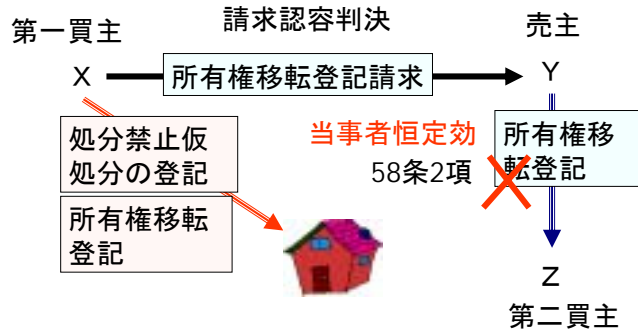 請求認容判決
第一買主
売主
X
所有権移転登記請求
Y
処分禁止仮
処分の登記
当事者恒定効
58条2項
所有権移
転登記
所有権移転
登記
Z
第二買主